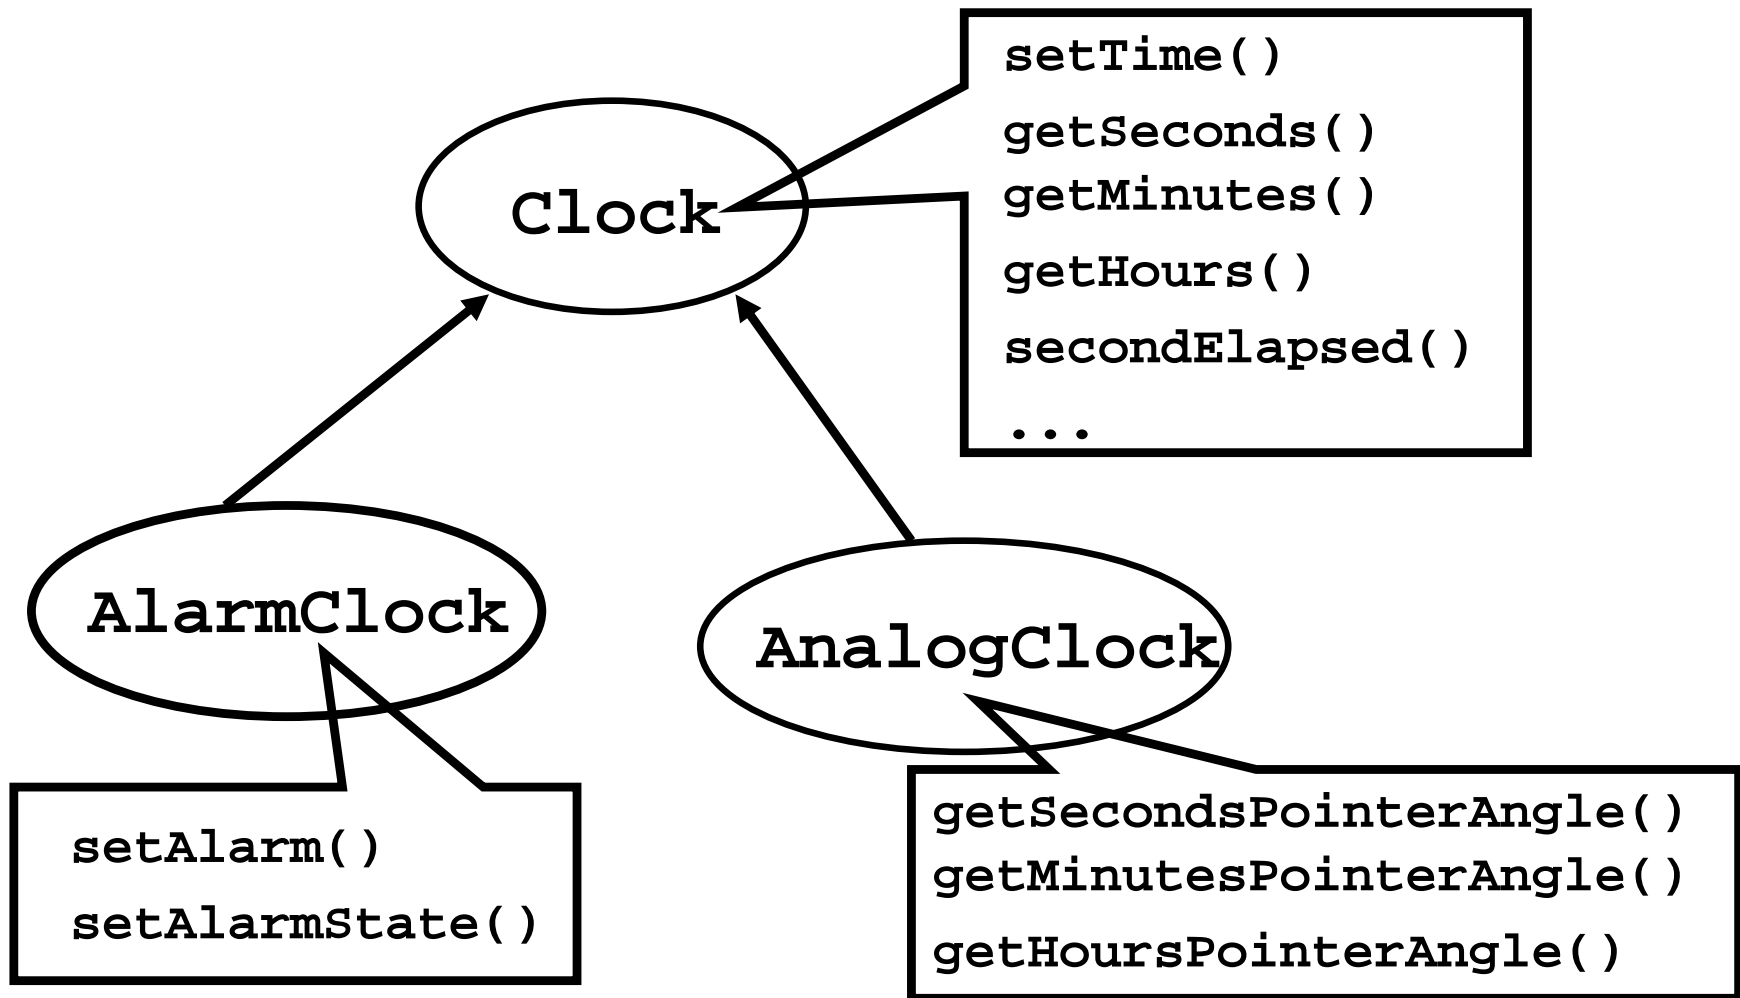 setTime()
getSeconds()
getMinutes()
getHours()
secondElapsed()
...
Clock
AlarmClock
AnalogClock
setAlarm()
setAlarmState()
getSecondsPointerAngle()
getMinutesPointerAngle()
getHoursPointerAngle()